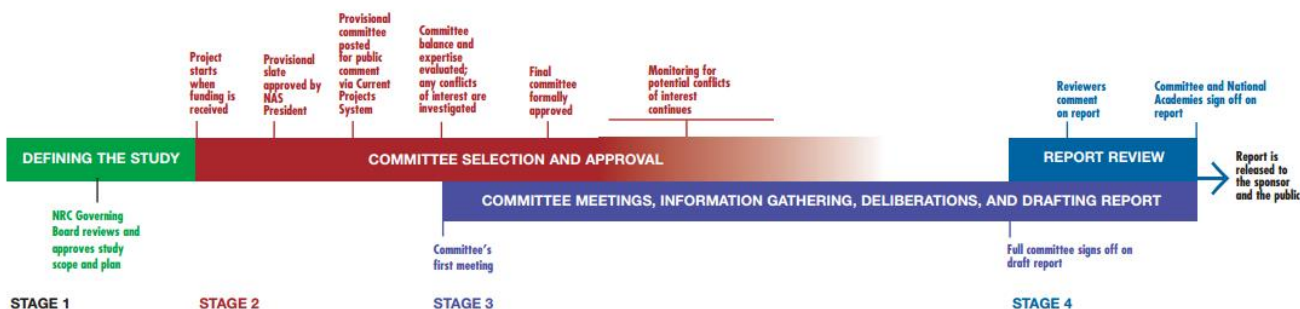 Project
starts
when
funding is
received
Provisional
slate
approved by
NAS
President
Provisional
committee
posted
for public
comment
via Current
Projects
System
Committee
balance and
expertise
evaluated;
any conflicts
of interest are
investigated
Final
committee
formally
approved
Monitoring for
potential conflicts
of interest
continues
Reviewers
comment
on report
Committee and National
Academies sign off on
report
DEFINING THE STUDY
COMMITTEE SELECTION AND APPROVAL
REPORT REVIEW
Report is
released to
the sponsor
and the public
COMMITTEE MEETINGS, INFORMATION GATHERING, DELIBERATIONS, AND DRAFTING REPORT
NRC Governing
Board reviews and
approves study
scope and plan
Committee's
first meeting
Full committee signs off on
draft report
STAGE 1
STAGE 2
STAGE 3
STAGE 4